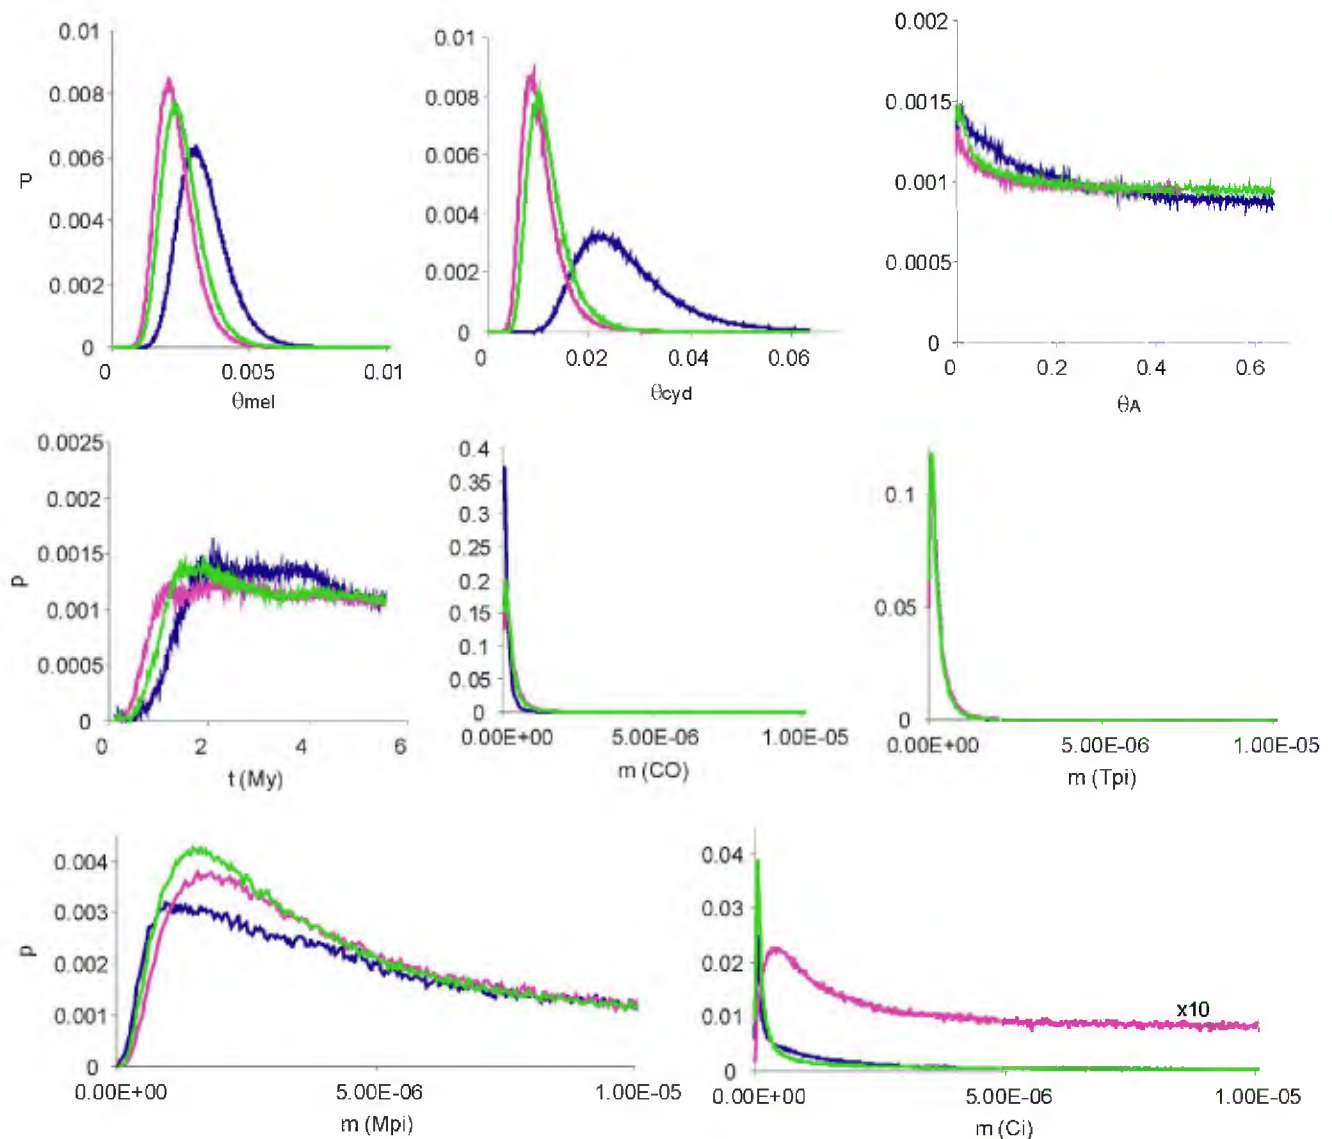 0.01
0.008
0.006
0.004
0.002
0
P
0 0.005 0.01
θmel
0.01
0.008
0.006
0.004
0.002
0
0 0.02 0.04 0.06
θcyd
0.002
0.0015
0.001
0.0005
0
0 0.2 0.4 0.6
θA
0.0025
0.002
0.0015
0.001
0.0005
0
p
0 2 4 6
t (My)
0.4
0.35
0.3
0.25
0.2
0.15
0.1
0.05
0
0.00E+00 5.00E-06 1.00E-05
m (CO)
0.1
0.05
0
0.00E+00 5.00E-06 1.00E-05
m (Tpi)
0.004
0.003
0.002
0.001
0
p
0.00E+00 5.00E-06 1.00E-05
m (Mpi)
0.04
0.03
0.02
0.01
0
x10
0.00E+00 5.00E-06 1.00E-05
m (Ci)